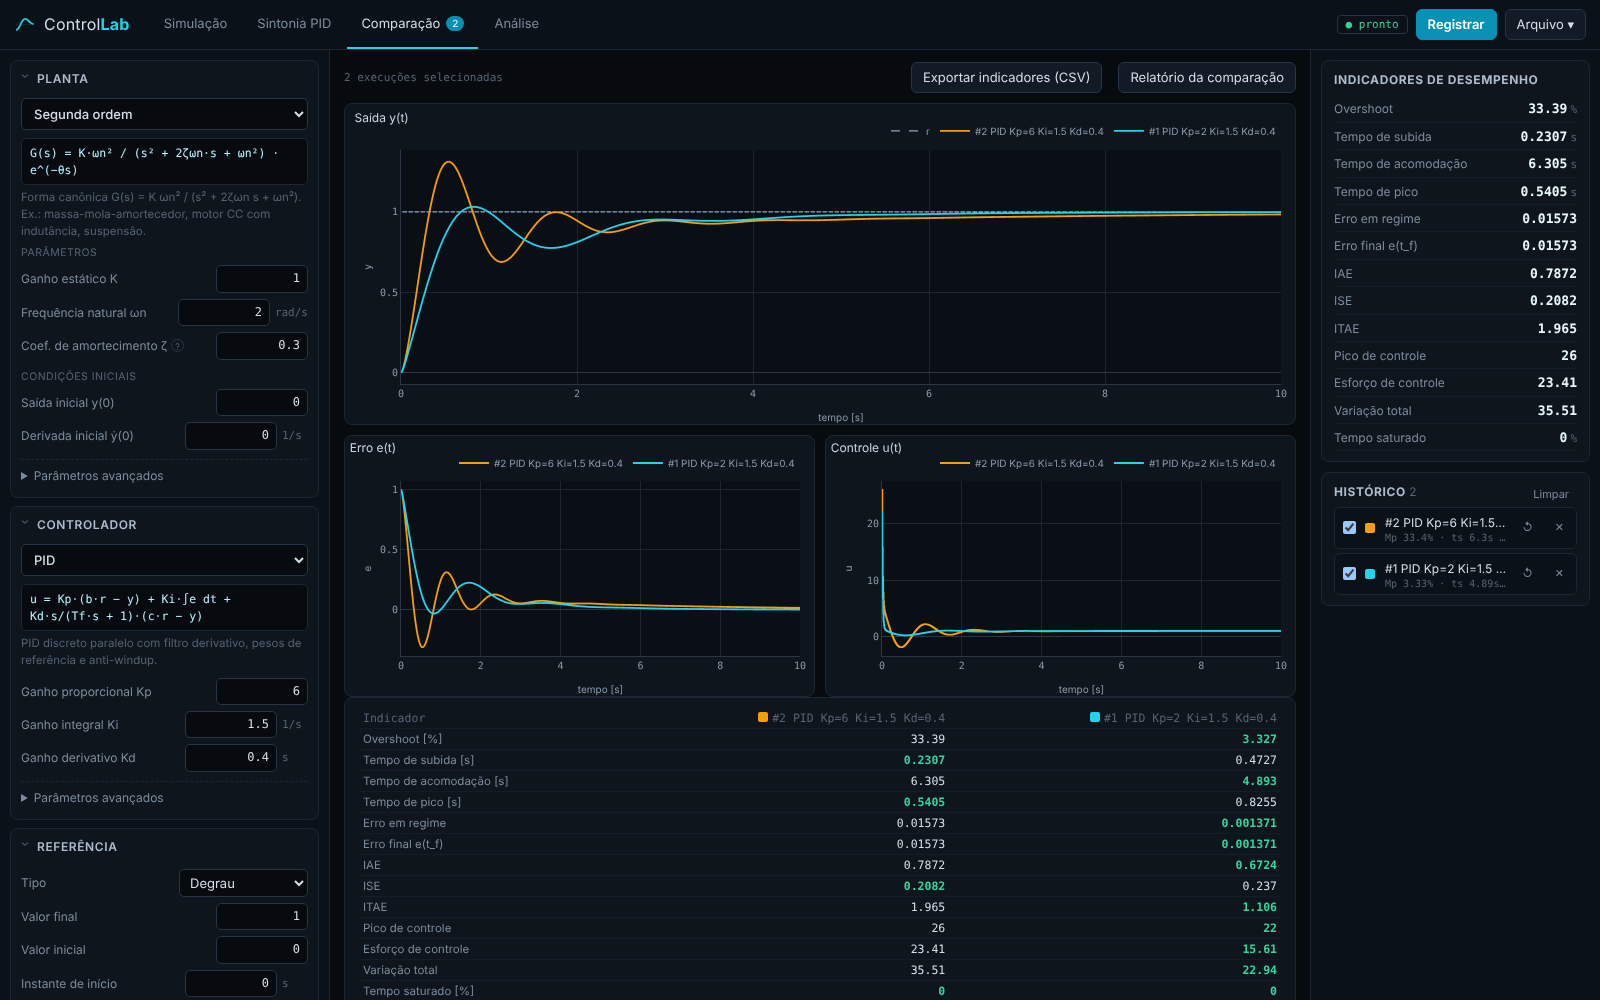 ControlLab
Simulação
Sintonia PID
Comparação 2
Análise
● pronto
Registrar
Arquivo ▾
PLANTA
Segunda ordem
G(s) = K·ωn² / (s² + 2ζωn·s + ωn²) ·
e^(−θs)
Forma canônica G(s) = K ωn² / (s² + 2ζωn s + ωn²).
Ex.: massa-mola-amortecedor, motor CC com
indutância, suspensão.
PARÂMETROS
Ganho estático K 1
Frequência natural ωn 2 rad/s
Coef. de amortecimento ζ ? 0.3
CONDIÇÕES INICIAIS
Saída inicial y(0) 0
Derivada inicial ẏ(0) 0 1/s
▶ Parâmetros avançados
CONTROLADOR
PID
u = Kp·(b·r − y) + Ki·∫e dt +
Kd·s/(Tf·s + 1)·(c·r − y)
PID discreto paralelo com filtro derivativo, pesos de
referência e anti-windup.
Ganho proporcional Kp 6
Ganho integral Ki 1.5 1/s
Ganho derivativo Kd 0.4 s
▶ Parâmetros avançados
REFERÊNCIA
Tipo Degrau
Valor final 1
Valor inicial 0
Instante de início 0 s
2 execuções selecionadas
Exportar indicadores (CSV)
Relatório da comparação
Saída y(t)
r #2 PID Kp=6 Ki=1.5 Kd=0.4 #1 PID Kp=2 Ki=1.5 Kd=0.4
1
0.5
0
y
0 2 4 6 8 10
tempo [s]
Erro e(t)
#2 PID Kp=6 Ki=1.5 Kd=0.4 #1 PID Kp=2 Ki=1.5 Kd=0.4
1
0.5
0
e
0 2 4 6 8 10
tempo [s]
Controle u(t)
#2 PID Kp=6 Ki=1.5 Kd=0.4 #1 PID Kp=2 Ki=1.5 Kd=0.4
20
10
0
u
0 2 4 6 8 10
tempo [s]
Indicador #2 PID Kp=6 Ki=1.5 Kd=0.4 #1 PID Kp=2 Ki=1.5 Kd=0.4
Overshoot [%] 33.39 3.327
Tempo de subida [s] 0.2307 0.4727
Tempo de acomodação [s] 6.305 4.893
Tempo de pico [s] 0.5405 0.8255
Erro em regime 0.01573 0.001371
Erro final e(t_f) 0.01573 0.001371
IAE 0.7872 0.6724
ISE 0.2082 0.237
ITAE 1.965 1.106
Pico de controle 26 22
Esforço de controle 23.41 15.61
Variação total 35.51 22.94
Tempo saturado [%] 0 0
INDICADORES DE DESEMPENHO
Overshoot 33.39 %
Tempo de subida 0.2307 s
Tempo de acomodação 6.305 s
Tempo de pico 0.5405 s
Erro em regime 0.01573
Erro final e(t_f) 0.01573
IAE 0.7872
ISE 0.2082
ITAE 1.965
Pico de controle 26
Esforço de controle 23.41
Variação total 35.51
Tempo saturado 0 %
HISTÓRICO 2 Limpar
#2 PID Kp=6 Ki=1.5...
Mp 33.4% · ts 6.3s …
#1 PID Kp=2 Ki=1.5 ...
Mp 3.33% · ts 4.89s…